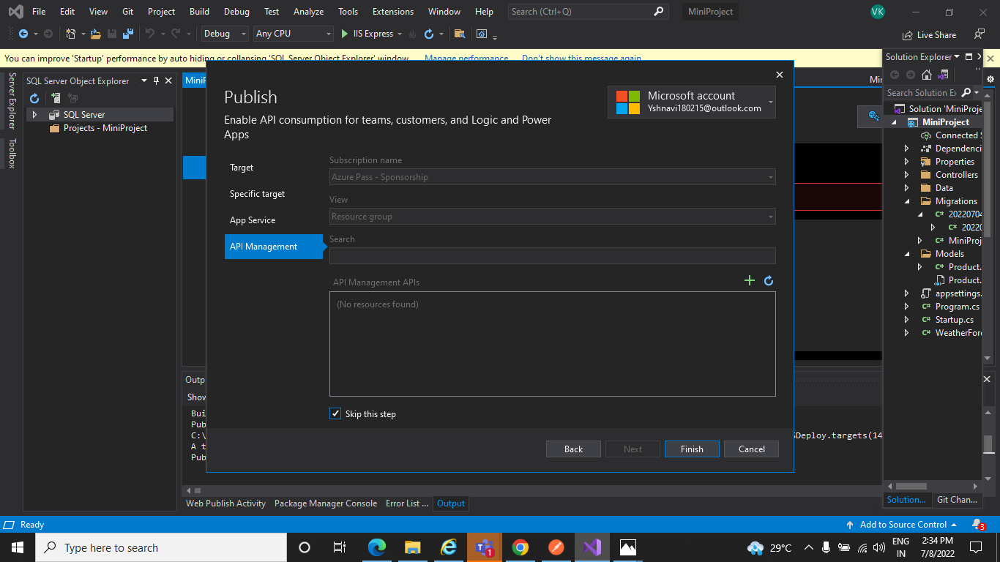 File Edit View Git Project Build Debug Test Analyze Tools Extensions Window Help Search (Ctrl+Q) MiniProject VK
Debug Any CPU IIS Express Live Share
You can improve 'Startup' performance by auto hiding or collapsing 'SQL Server Object Explorer' window. Manage performance Don't show this message again
Server Explorer
Toolbox
SQL Server Object Explorer
SQL Server
Projects - MiniProject
Publish
Enable API consumption for teams, customers, and Logic and Power
Apps
Microsoft account
Yshnavi180215@outlook.com
Target
Specific target
App Service
API Management
Subscription name
Azure Pass - Sponsorship
View
Resource group
Search
API Management APIs
(No resources found)
Skip this step
Back Next Finish Cancel
Solution Explorer
Search Solution Ex
Solution 'MiniProje
MiniProject
Connected S
Dependenci
Properties
Controllers
Data
Migrations
C# 20220704
C# 20220
C# MiniProj
Models
C# Product.
Product.
appsettings.
C# Program.cs
C# Startup.cs
C# WeatherFore
Solution... Git Chan...
MiniP
Min
Outp
Show
Bui
Pub
C:\ SDeploy.targets(14
A t
Pub
Web Publish Activity Package Manager Console Error List ... Output
Ready Add to Source Control 3
Type here to search 1 29°C ENG IN 2:34 PM 7/8/2022